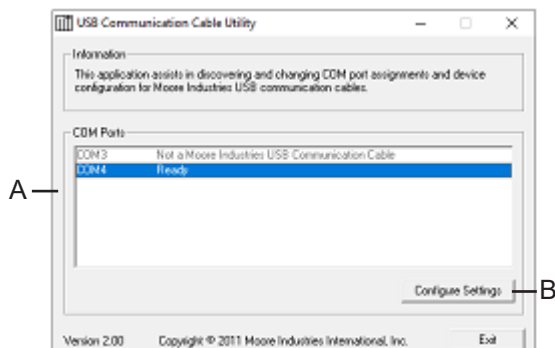 USB Communication Cable Utility
Information
This application assists in discovering and changing COM port assignments and device
configuration for Moore Industries USB communication cables.
COM Ports
COM3 Not a Moore Industries USB Communication Cable
COM4 Ready
A
Configure Settings
B
Version 2.00 Copyright © 2011 Moore Industries International, Inc. Exit